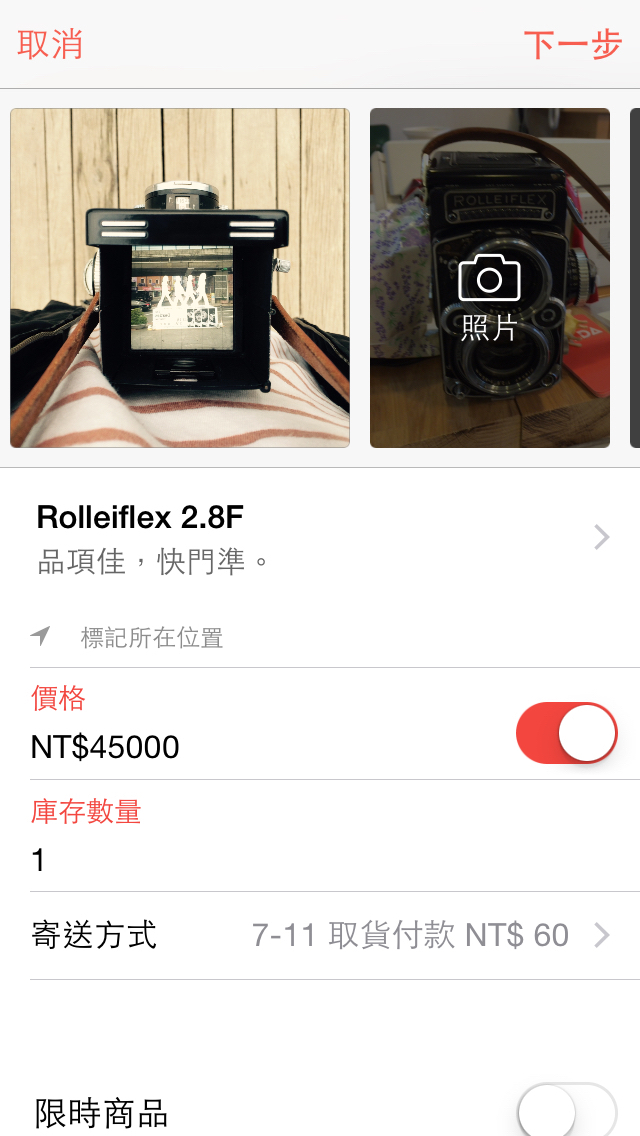 取消
下一步
ROLLEIFLEX
照片
Rolleiflex 2.8F
品項佳，快門準。
標記所在位置
價格
NT$45000
庫存數量
1
寄送方式
7-11 取貨付款 NT$ 60
限時商品